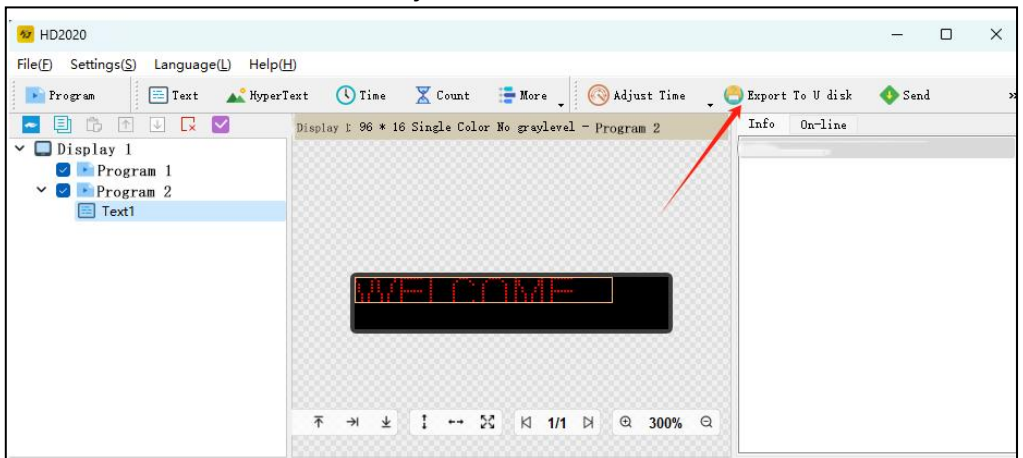 HD2020
File(F) Settings(S) Language(L) Help(H)
Program Text HyperText Time Count More Adjust Time Export To U disk Send »
Display 1: 96 * 16 Single Color No graylevel - Program 2
Info On-line
Display 1
Program 1
Program 2
Text1
WELCOME
1/1 300%